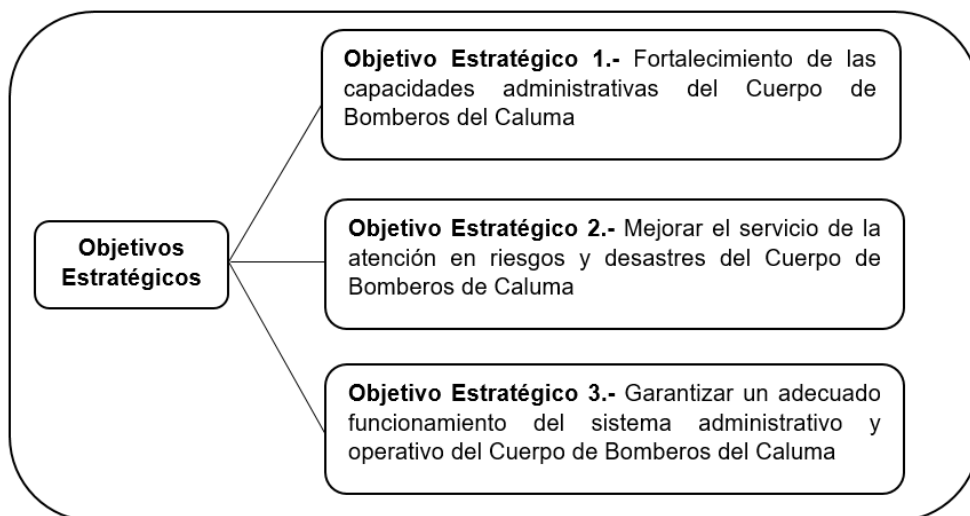 Objetivo Estratégico 1.- Fortalecimiento de las
capacidades administrativas del Cuerpo de
Bomberos del Caluma
Objetivos
Estratégicos
Objetivo Estratégico 2.- Mejorar el servicio de la
atención en riesgos y desastres del Cuerpo de
Bomberos de Caluma
Objetivo Estratégico 3.- Garantizar un adecuado
funcionamiento del sistema administrativo y
operativo del Cuerpo de Bomberos del Caluma